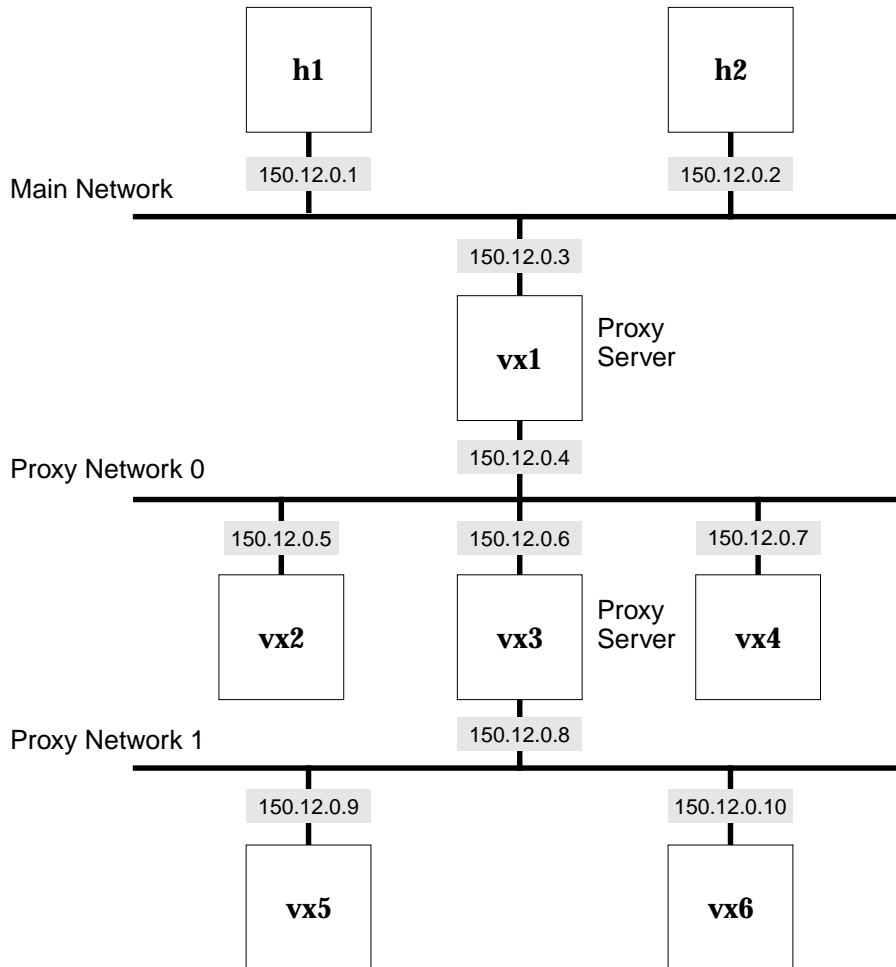 h1
h2
150.12.0.1
150.12.0.2
Main Network
150.12.0.3
vx1
Proxy
Server
150.12.0.4
Proxy Network 0
150.12.0.5
150.12.0.6
150.12.0.7
vx2
vx3
Proxy
Server
vx4
150.12.0.8
Proxy Network 1
150.12.0.9
150.12.0.10
vx5
vx6